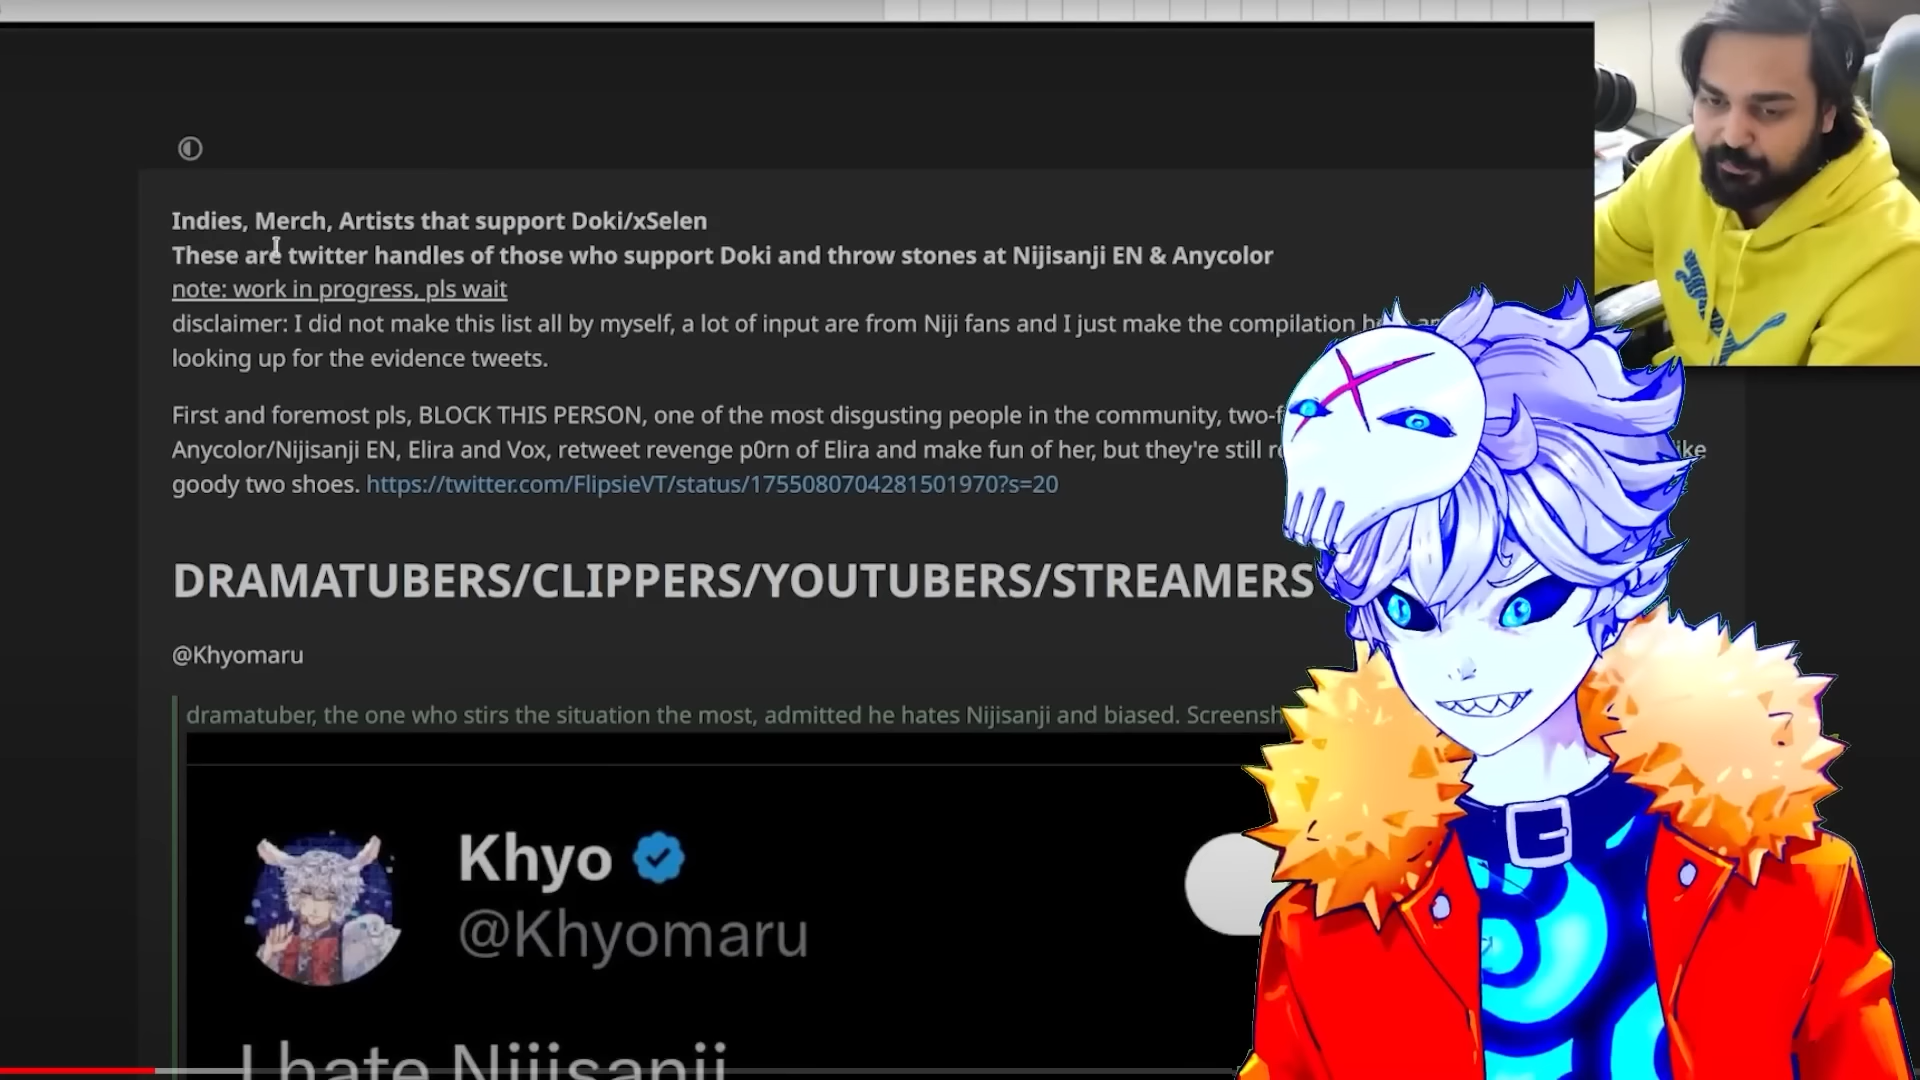 Indies, Merch, Artists that support Doki/xSelen
These are twitter handles of those who support Doki and throw stones at Nijisanji EN & Anycolor
note: work in progress, pls wait
disclaimer: I did not make this list all by myself, a lot of input are from Niji fans and I just make the compilation
looking up for the evidence tweets.
First and foremost pls, BLOCK THIS PERSON, one of the most disgusting people in the community,
Anycolor/Nijisanji EN, Elira and Vox, retweet revenge p0rn of Elira and make fun of her, but they're still
goody two shoes. https://twitter.com/FlipsieVT/status/1755080704281501970?s=20
DRAMATUBERS/CLIPPERS/YOUTUBERS/STREAMERS
@Khyomaru
dramatuber, the one who stirs the situation the most, admitted he hates Nijisanji and biased.
Khyo
@Khyomaru
I hate Nijisanji